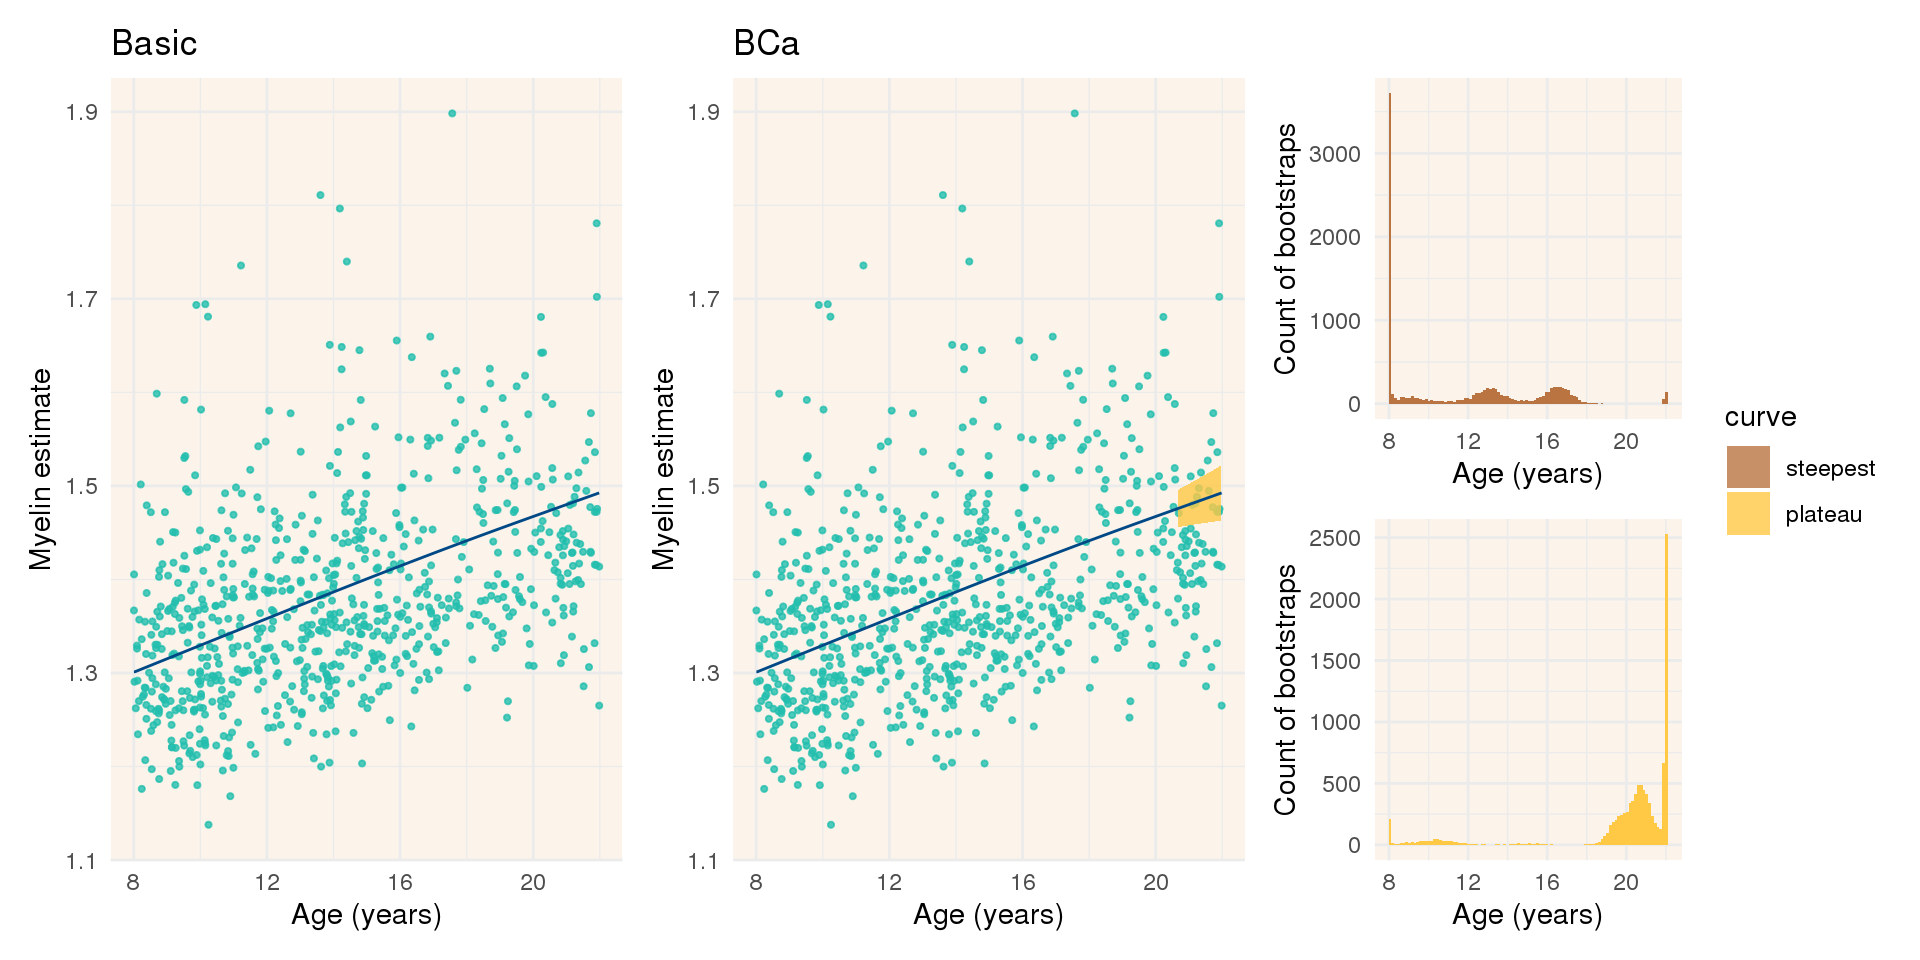 Basic
1.9
1.7
1.5
1.3
1.1
Myelin estimate
8 12 16 20
Age (years)
BCa
1.9
1.7
1.5
1.3
1.1
Myelin estimate
8 12 16 20
Age (years)
3000
2000
1000
0
Count of bootstraps
8 12 16 20
Age (years)
2500
2000
1500
1000
500
0
Count of bootstraps
8 12 16 20
Age (years)
curve
steepest
plateau